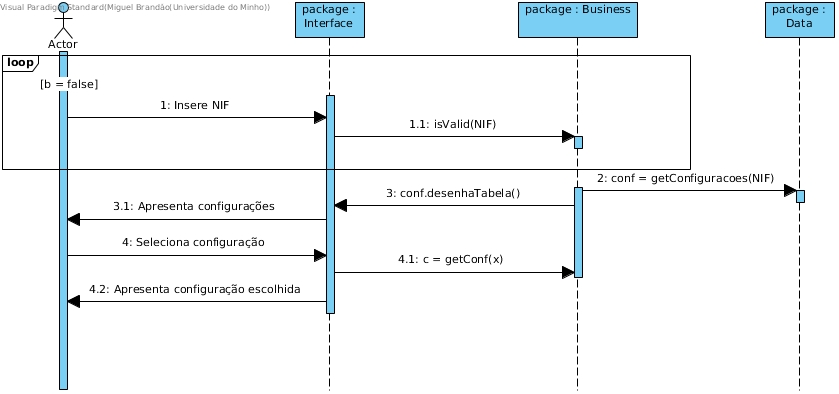 Visual Paradigm Standard(Miguel Brandão(Universidade do Minho))
Actor
package :
Interface
package : Business
package :
Data
loop
[b = false]
1: Insere NIF
1.1: isValid(NIF)
2: conf = getConfiguracoes(NIF)
3: conf.desenhaTabela()
3.1: Apresenta configurações
4: Seleciona configuração
4.1: c = getConf(x)
4.2: Apresenta configuração escolhida